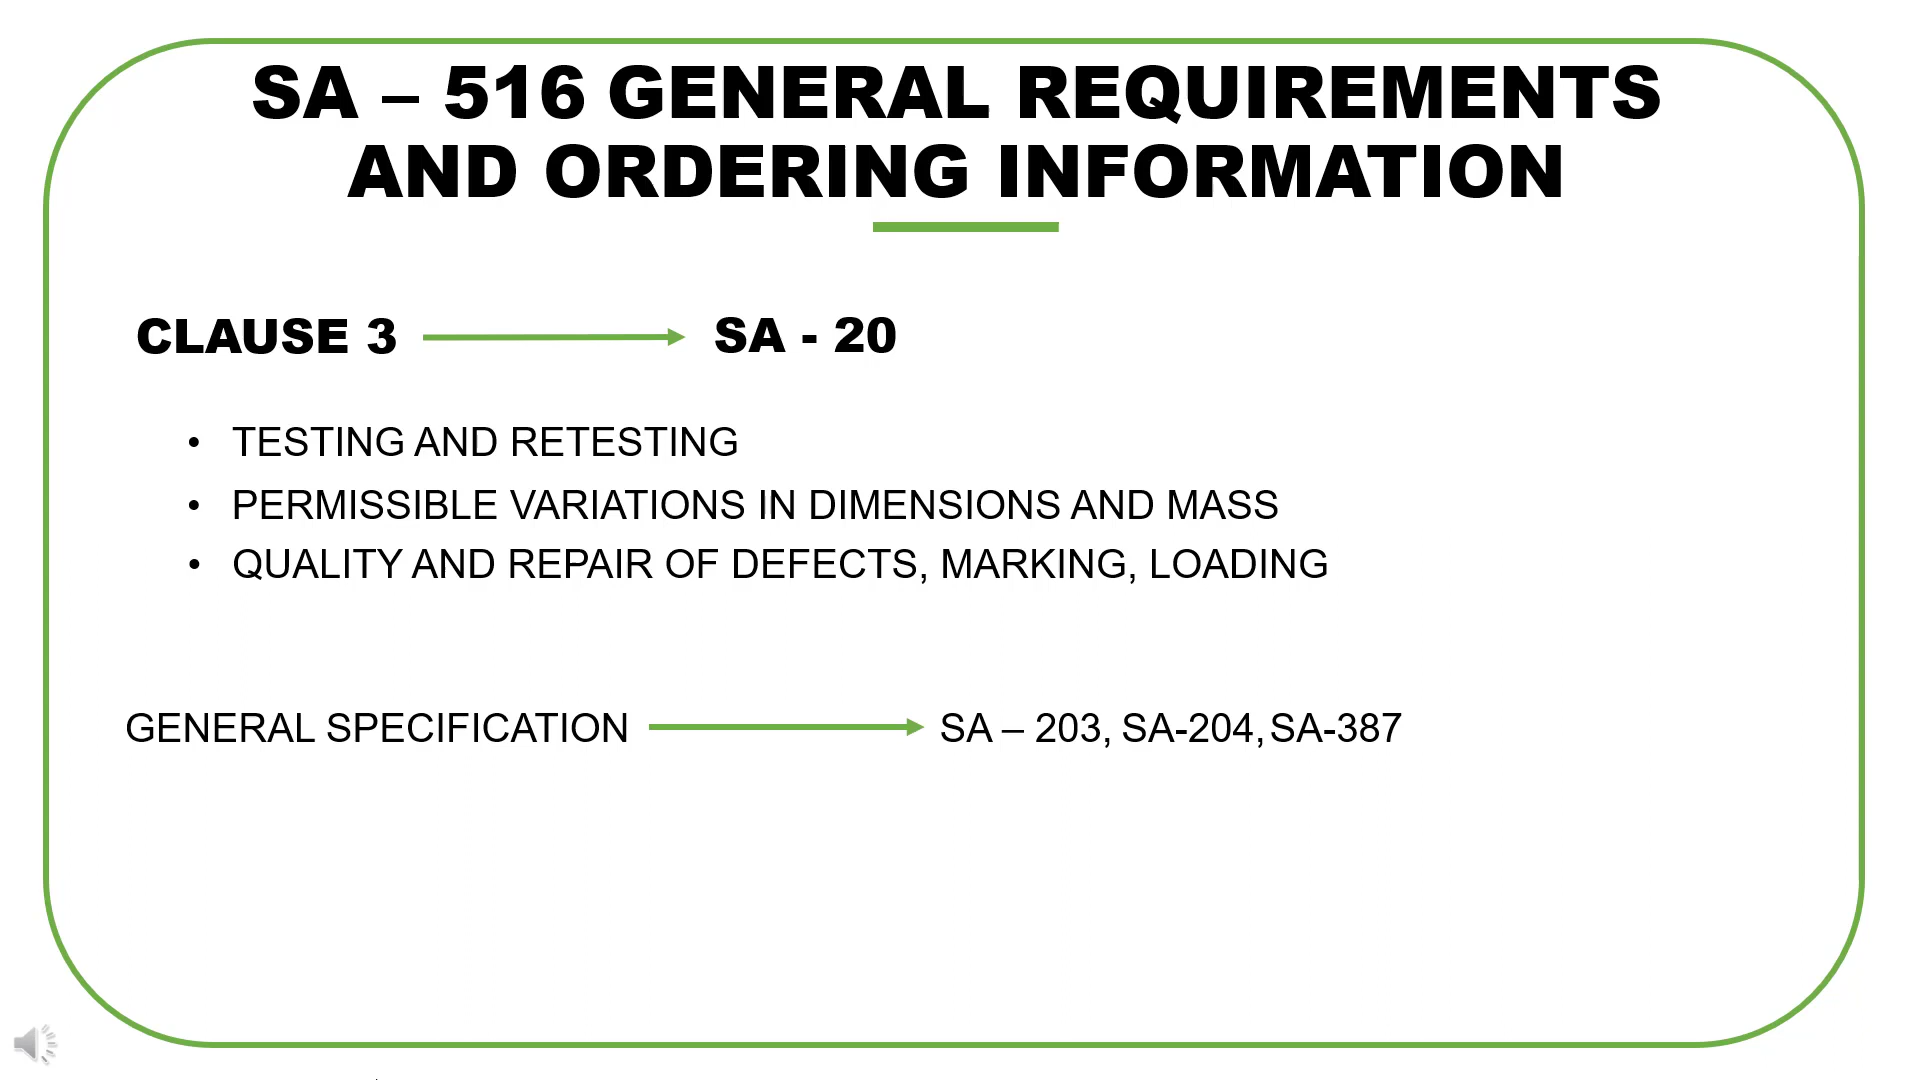 SA – 516 GENERAL REQUIREMENTS
AND ORDERING INFORMATION
CLAUSE 3 SA - 20
• TESTING AND RETESTING
• PERMISSIBLE VARIATIONS IN DIMENSIONS AND MASS
• QUALITY AND REPAIR OF DEFECTS, MARKING, LOADING
GENERAL SPECIFICATION SA – 203, SA-204, SA-387